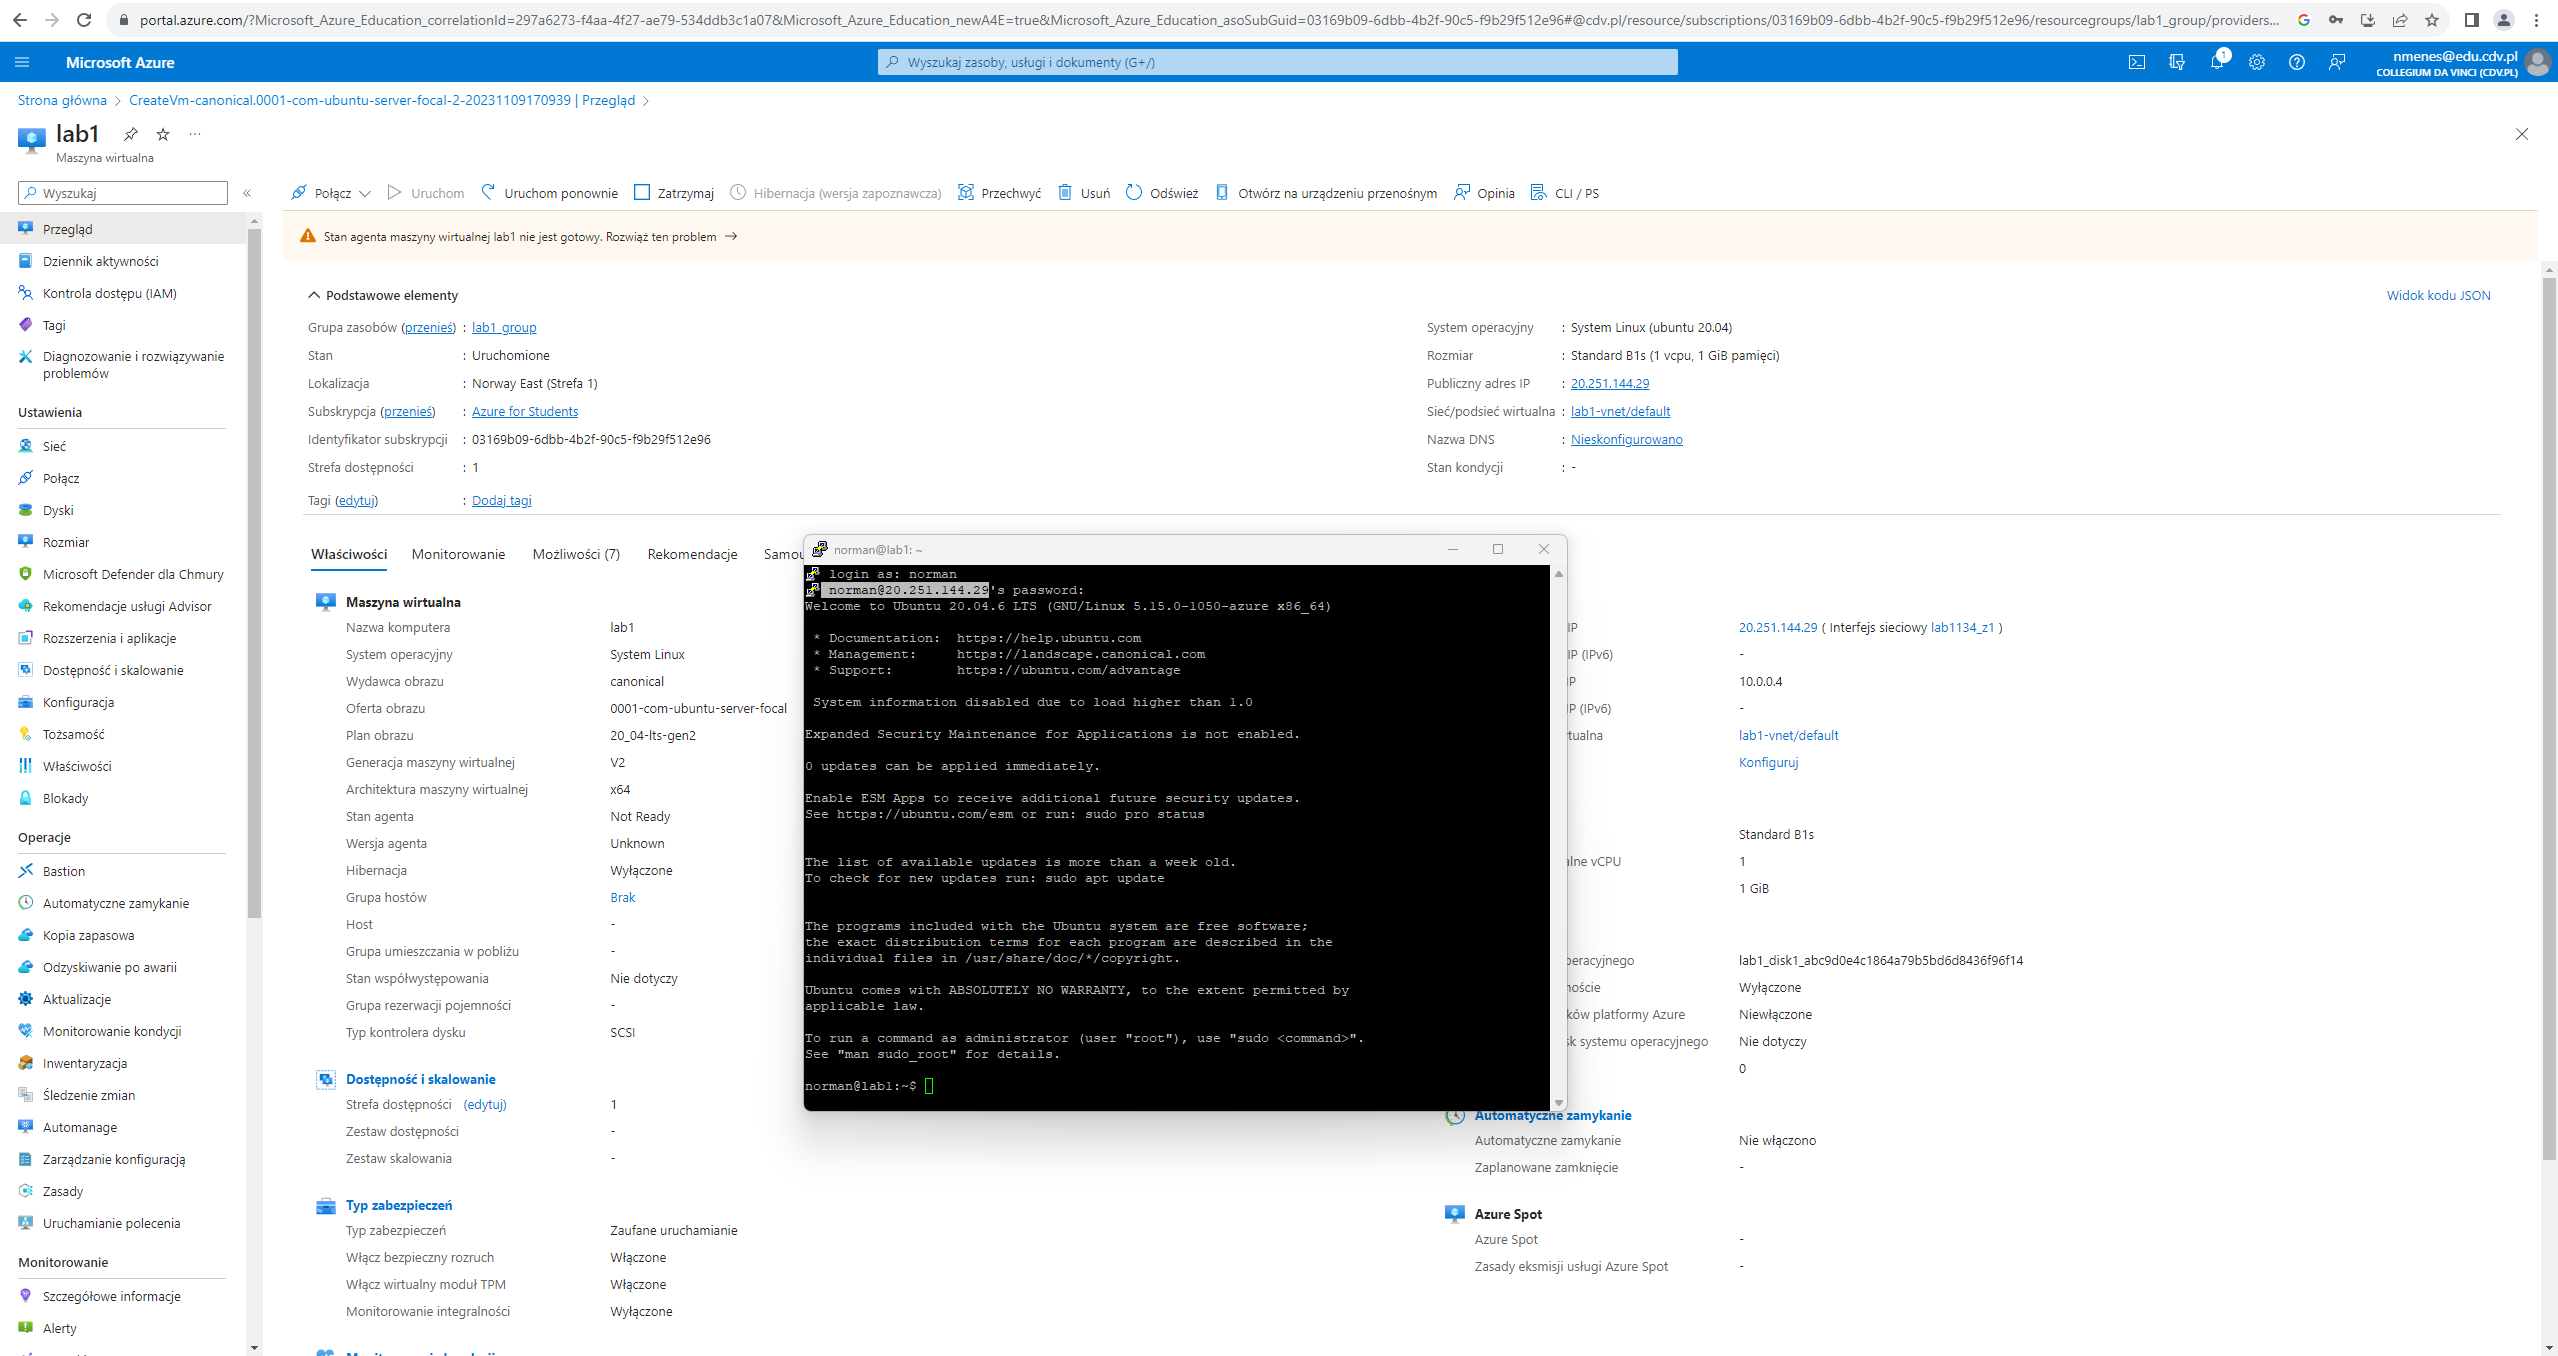 portal.azure.com/?Microsoft_Azure_Education_correlationId=297a6273-f4aa-4f27-ae79-534ddb3c1a07&Microsoft_Azure_Education_newA4E=true&Microsoft_Azure_Education_asoSubGuid=03169b09-6dbb-4b2f-90c5-f9b29f512e96#@cdv.pl/resource/subscriptions/03169b09-6dbb-4b2f-90c5-f9b29f512e96/resourcegroups/lab1_group/providers...
Microsoft Azure
Wyszukaj zasoby, usługi i dokumenty (G+/)
1
nmenes@edu.cdv.pl
COLLEGIUM DA VINCI (CDV.PL)
Strona główna > CreateVm-canonical.0001-com-ubuntu-server-focal-2-20231109170939 | Przegląd >
lab1
Maszyna wirtualna
Wyszukaj
Połącz
Uruchom
Uruchom ponownie
Zatrzymaj
Hibernacja (wersja zapoznawcza)
Przechwyć
Usuń
Odśwież
Otwórz na urządzeniu przenośnym
Opinia
CLI / PS
Stan agenta maszyny wirtualnej lab1 nie jest gotowy. Rozwiąż ten problem →
Przegląd
Dziennik aktywności
Kontrola dostępu (IAM)
Tagi
Diagnozowanie i rozwiązywanie
problemów
Ustawienia
Sieć
Połącz
Dyski
Rozmiar
Microsoft Defender dla Chmury
Rekomendacje usługi Advisor
Rozszerzenia i aplikacje
Dostępność i skalowanie
Konfiguracja
Tożsamość
Właściwości
Blokady
Operacje
Bastion
Automatyczne zamykanie
Kopia zapasowa
Odzyskiwanie po awarii
Aktualizacje
Monitorowanie kondycji
Inwentaryzacja
Śledzenie zmian
Automanage
Zarządzanie konfiguracją
Zasady
Uruchamianie polecenia
Monitorowanie
Szczegółowe informacje
Alerty
Podstawowe elementy
Widok kodu JSON
Grupa zasobów (przenieś) : lab1_group
Stan : Uruchomione
Lokalizacja : Norway East (Strefa 1)
Subskrypcja (przenieś) : Azure for Students
Identyfikator subskrypcji : 03169b09-6dbb-4b2f-90c5-f9b29f512e96
Strefa dostępności : 1
Tagi (edytuj) : Dodaj tagi
System operacyjny : System Linux (ubuntu 20.04)
Rozmiar : Standard B1s (1 vcpu, 1 GiB pamięci)
Publiczny adres IP : 20.251.144.29
Sieć/podsieć wirtualna : lab1-vnet/default
Nazwa DNS : Nieskonfigurowano
Stan kondycji : -
Właściwości
Monitorowanie
Możliwości (7)
Rekomendacje
Samou
Maszyna wirtualna
Nazwa komputera lab1
System operacyjny System Linux
Wydawca obrazu canonical
Oferta obrazu 0001-com-ubuntu-server-focal
Plan obrazu 20_04-lts-gen2
Generacja maszyny wirtualnej V2
Architektura maszyny wirtualnej x64
Stan agenta Not Ready
Wersja agenta Unknown
Hibernacja Wyłączone
Grupa hostów Brak
Host -
Grupa umieszczania w pobliżu -
Stan współwystępowania Nie dotyczy
Grupa rezerwacji pojemności -
Typ kontrolera dysku SCSI
Dostępność i skalowanie
Strefa dostępności (edytuj) 1
Zestaw dostępności -
Zestaw skalowania -
Typ zabezpieczeń
Typ zabezpieczeń Zaufane uruchamianie
Włącz bezpieczny rozruch Włączone
Włącz wirtualny moduł TPM Włączone
Monitorowanie integralności Wyłączone
norman@lab1: ~
login as: norman
norman@20.251.144.29's password:
Welcome to Ubuntu 20.04.6 LTS (GNU/Linux 5.15.0-1050-azure x86_64)
* Documentation: https://help.ubuntu.com
* Management: https://landscape.canonical.com
* Support: https://ubuntu.com/advantage
System information disabled due to load higher than 1.0
Expanded Security Maintenance for Applications is not enabled.
0 updates can be applied immediately.
Enable ESM Apps to receive additional future security updates.
See https://ubuntu.com/esm or run: sudo pro status
The list of available updates is more than a week old.
To check for new updates run: sudo apt update
The programs included with the Ubuntu system are free software;
the exact distribution terms for each program are described in the
individual files in /usr/share/doc/*/copyright.
Ubuntu comes with ABSOLUTELY NO WARRANTY, to the extent permitted by
applicable law.
To run a command as administrator (user "root"), use "sudo <command>".
See "man sudo_root" for details.
norman@lab1:~$
IP 20.251.144.29 ( Interfejs sieciowy lab1134_z1 )
IP (IPv6) -
IP 10.0.0.4
IP (IPv6) -
rtualna lab1-vnet/default
Konfiguruj
Standard B1s
alne vCPU 1
1 GiB
peracyjnego lab1_disk1_abc9d0e4c1864a79b5bd6d8436f96f14
hoście Wyłączone
ków platformy Azure Niewłączone
sk systemu operacyjnego Nie dotyczy
0
Automatyczne zamykanie
Automatyczne zamykanie Nie włączono
Zaplanowane zamknięcie -
Azure Spot
Azure Spot -
Zasady eksmisji usługi Azure Spot -